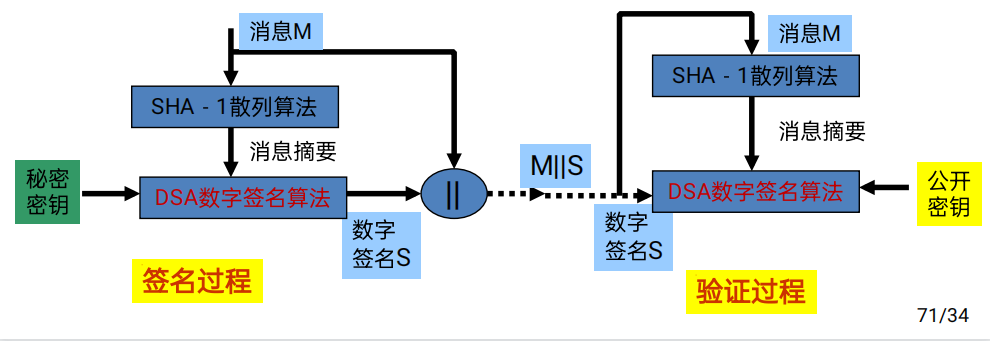 消息M
SHA - 1散列算法
消息摘要
秘密
密钥
DSA数字签名算法
||
数字
签名S
签名过程
M||S
消息M
SHA - 1散列算法
消息摘要
数字
签名S
DSA数字签名算法
公开
密钥
验证过程
71/34